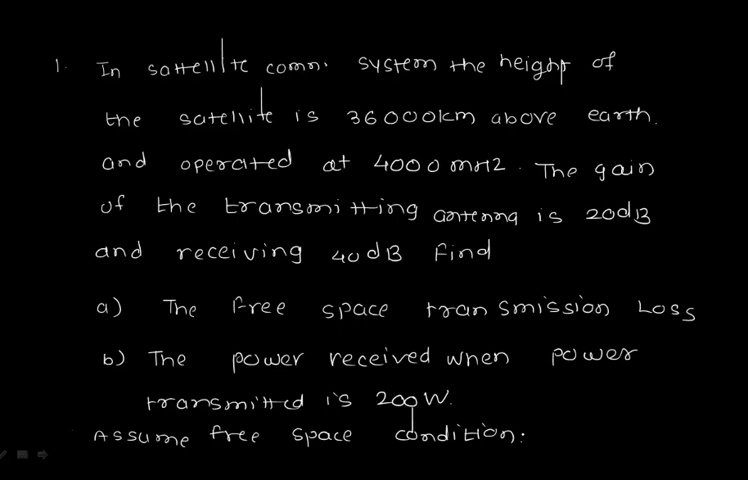 1. In sattellite comm. system the height of
the satellite is 36000km above earth.
and operated at 4000 mHz. The gain
of the transmitting antenna is 20dB
and receiving 40dB find
a) The free space transmission Loss
b) The power received when power
transmitted is 200W.
Assume free space condition.